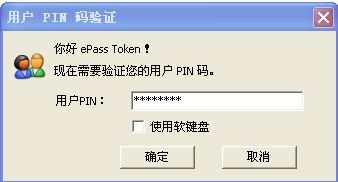 用户 PIN 码验证
你好 ePass Token！
现在需要验证您的用户 PIN 码。
用户PIN：
********
使用软键盘
确定
取消